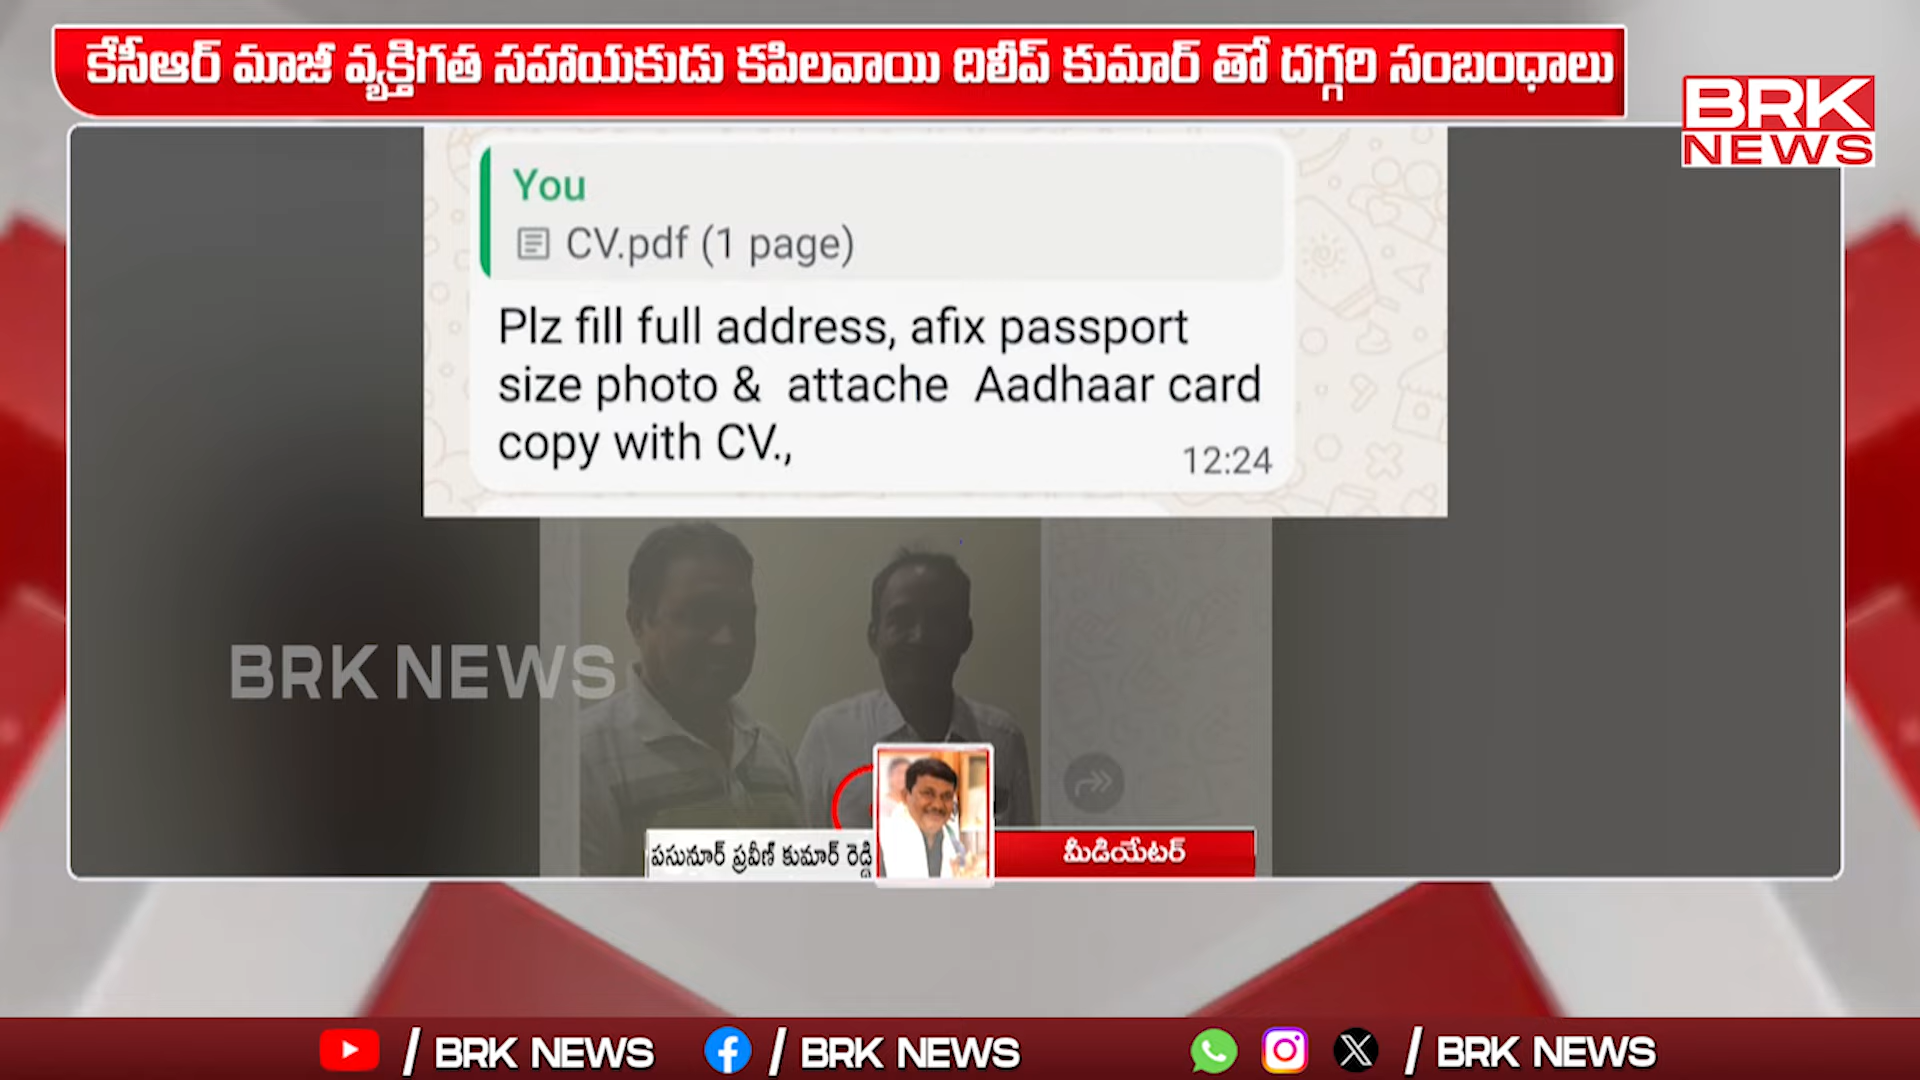 కేసీఆర్ మాజీ వ్యక్తిగత సహాయకుడు కపిలవాయి దిలీప్ కుమార్ తో దగ్గరి సంబంధాలు
BRK
NEWS
You
CV.pdf (1 page)
Plz fill full address, afix passport
size photo & attache Aadhaar card
copy with CV.,
12:24
BRK NEWS
పసునూర్ ప్రవీణ్ కుమార్ రెడ్డి
మీడియేటర్
/ BRK NEWS
/ BRK NEWS
/ BRK NEWS